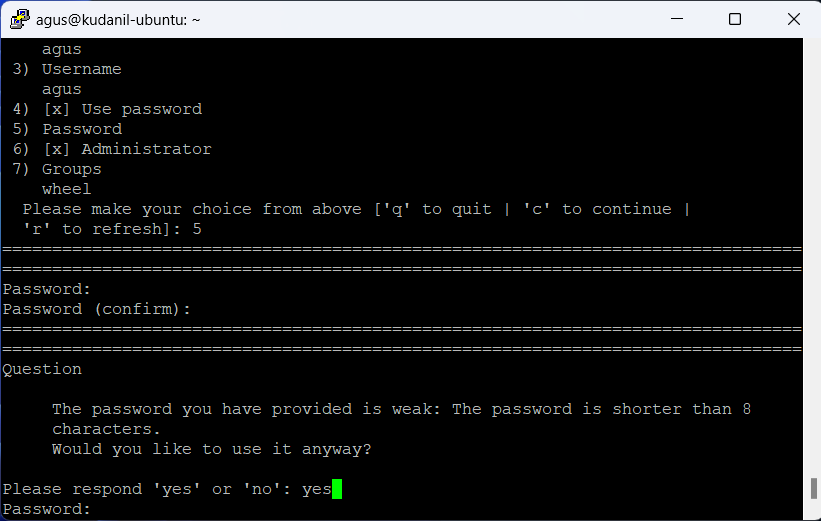 agus@kudanil-ubuntu: ~
agus
3) Username
agus
4) [x] Use password
5) Password
6) [x] Administrator
7) Groups
wheel
Please make your choice from above ['q' to quit | 'c' to continue |
'r' to refresh]: 5
================================================================================
================================================================================
Password:
Password (confirm):
================================================================================
================================================================================
Question
The password you have provided is weak: The password is shorter than 8
characters.
Would you like to use it anyway?
Please respond 'yes' or 'no': yes
Password: